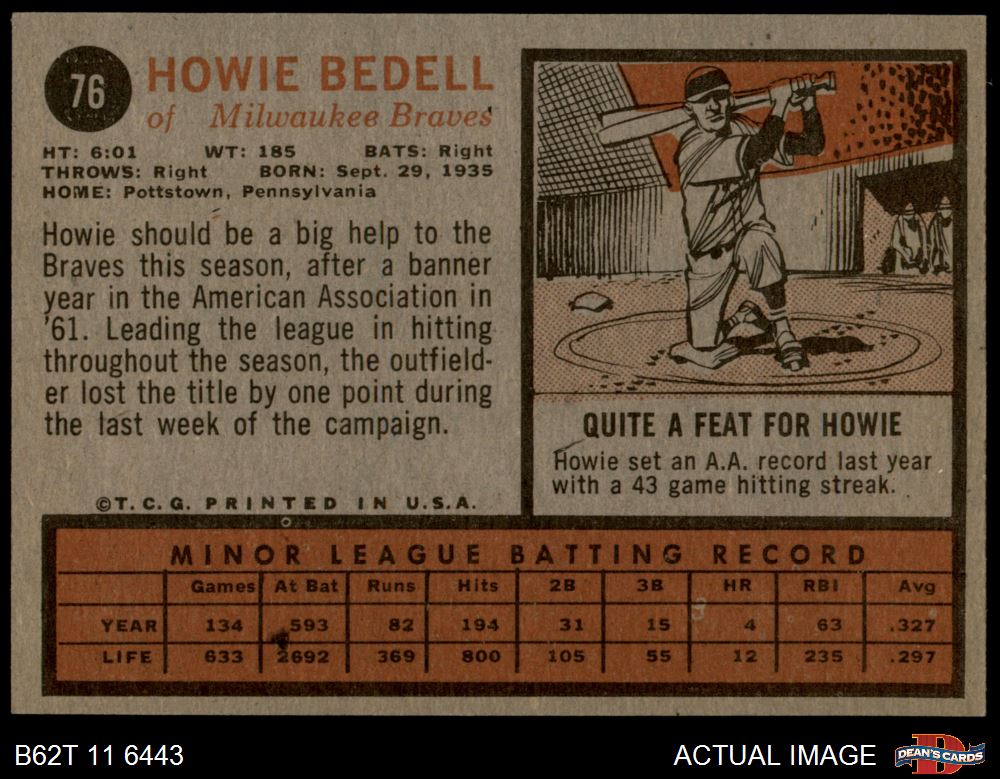 76
HOWIE BEDELL
of Milwaukee Braves
HT: 6:01 WT: 185 BATS: Right
THROWS: Right BORN: Sept. 29, 1935
HOME: Pottstown, Pennsylvania
Howie should be a big help to the
Braves this season, after a banner
year in the American Association in
'61. Leading the league in hitting
throughout the season, the outfield-
er lost the title by one point during
the last week of the campaign.
©T. C. G. PRINTED IN U.S.A.
QUITE A FEAT FOR HOWIE
Howie set an A.A. record last year
with a 43 game hitting streak.
MINOR LEAGUE BATTING RECORD
Games At Bat Runs Hits 2B 3B HR RBI Avg
YEAR 134 593 82 194 31 15 4 63 .327
LIFE 633 2692 369 800 105 55 12 235 .297
B62T 11 6443
ACTUAL IMAGE
DEAN'S CARDS